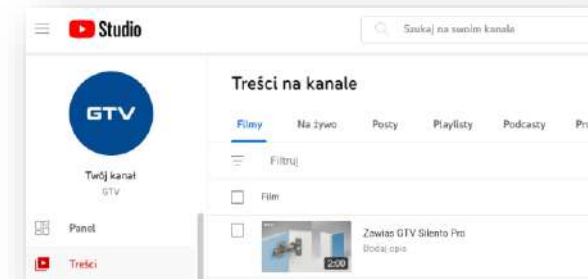 Studio
Szukaj na swoim kanale
GTV
Twój kanał
GTV
Panel
Treści
Treści na kanale
Filmy Na żywo Posty Playlisty Podcasty
Filtruj
Film
Zawias GTV Silento Pro
Dodaj opis
2:00